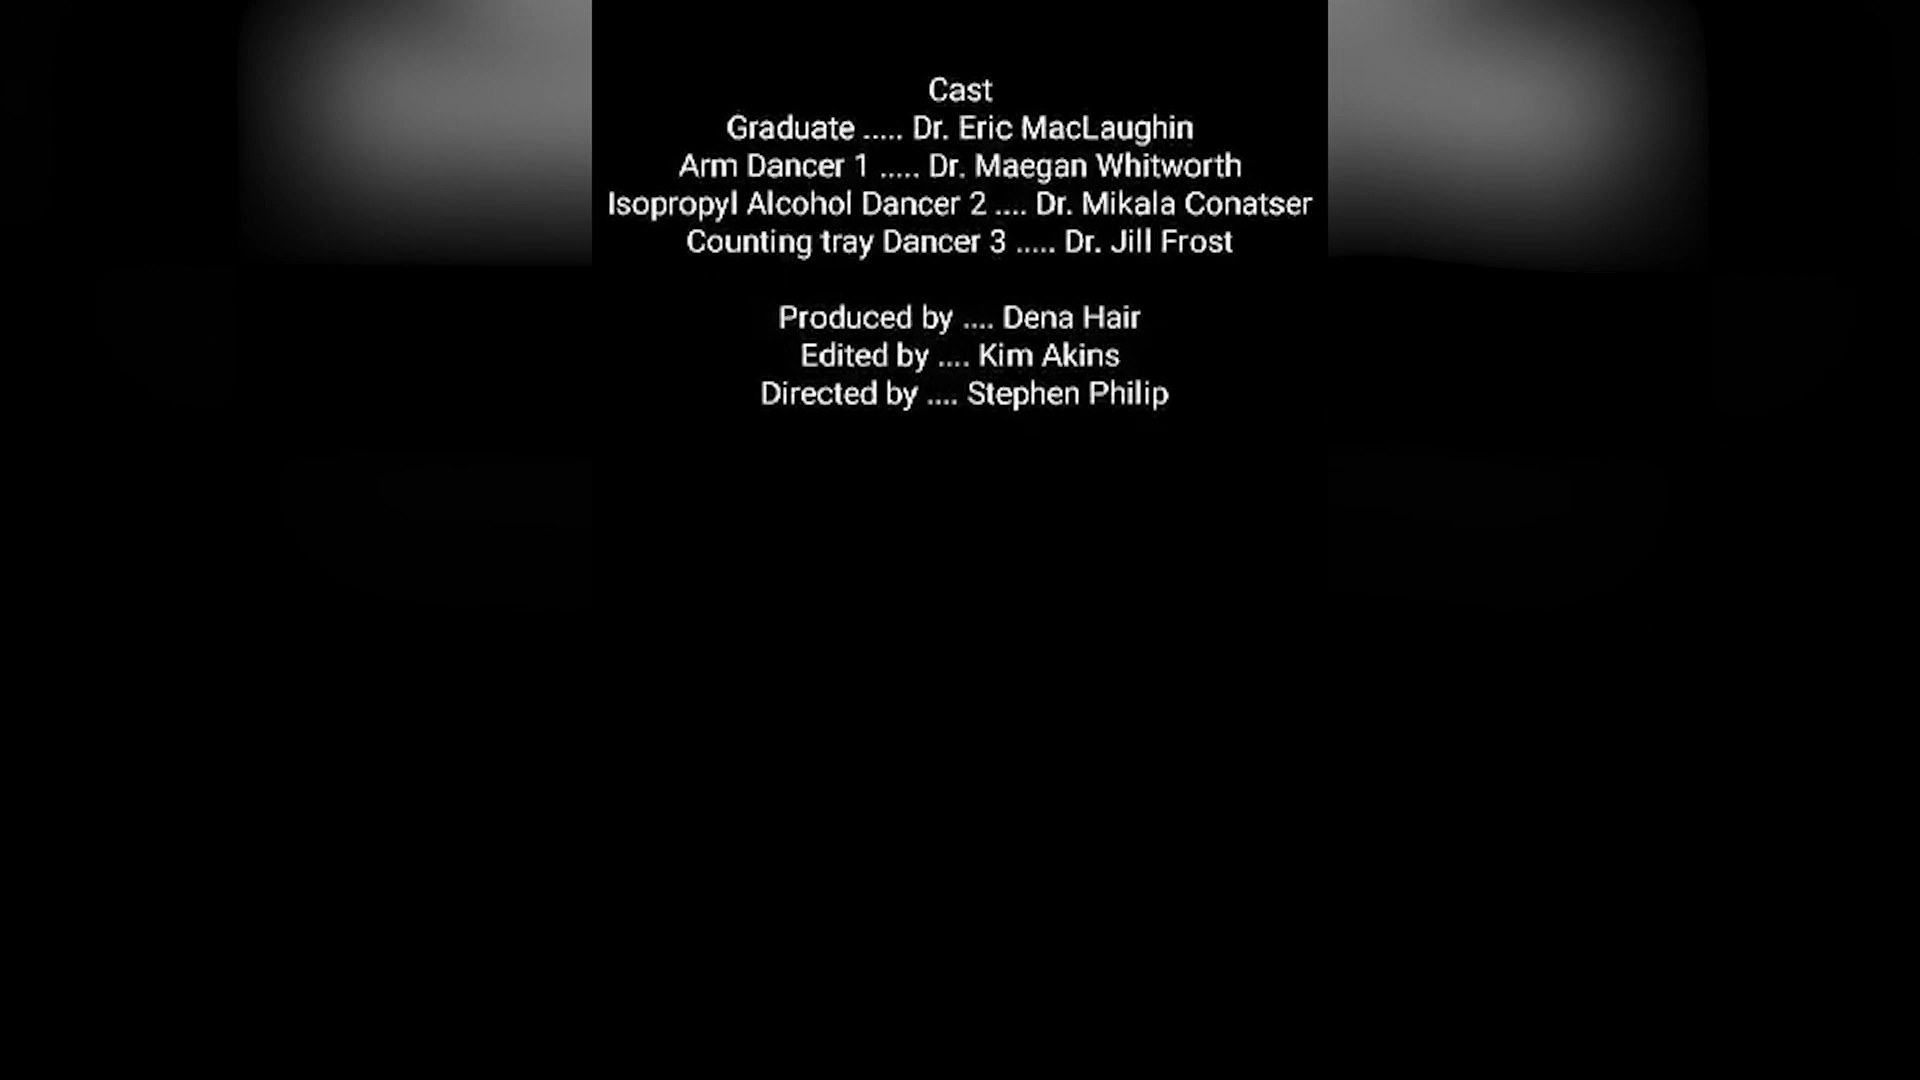 Cast
Graduate ..... Dr. Eric MacLaughin
Arm Dancer 1 ..... Dr. Maegan Whitworth
Isopropyl Alcohol Dancer 2 .... Dr. Mikala Conatser
Counting tray Dancer 3 ..... Dr. Jill Frost
Produced by .... Dena Hair
Edited by .... Kim Akins
Directed by .... Stephen Philip